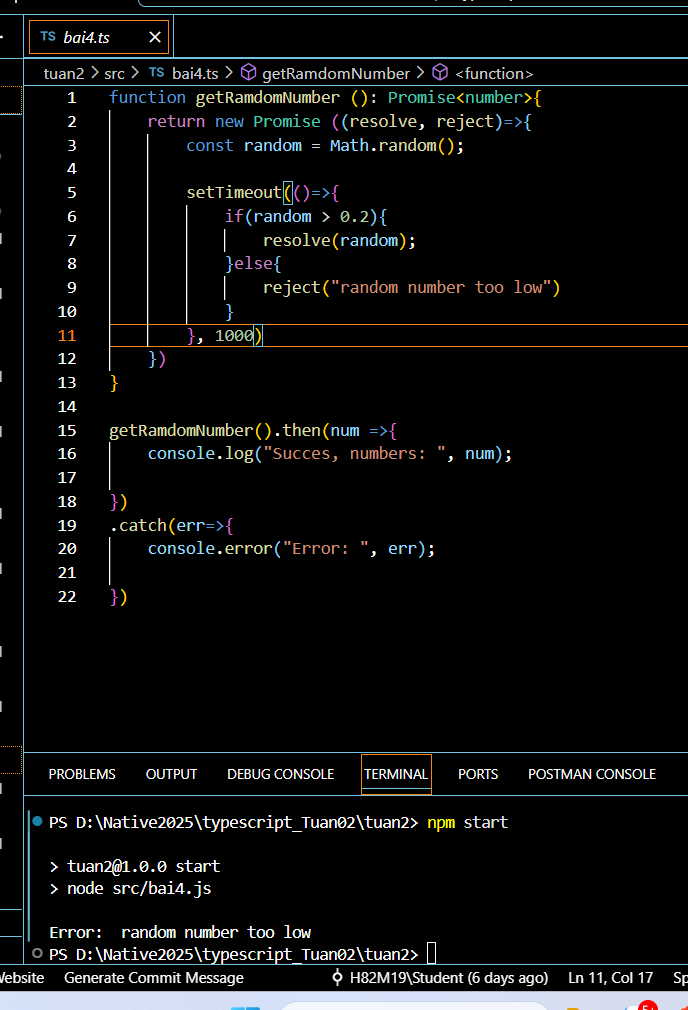 TS bai4.ts ×
tuan2 > src > TS bai4.ts > getRamdomNumber > <function>
1 function getRamdomNumber (): Promise<number>{
2 return new Promise ((resolve, reject)=>{
3 const random = Math.random();
4
5 setTimeout(()=>{
6 if(random > 0.2){
7 resolve(random);
8 }else{
9 reject("random number too low")
10 }
11 }, 1000)
12 })
13 }
14
15 getRamdomNumber().then(num =>{
16 console.log("Succes, numbers: ", num);
17
18 })
19 .catch(err=>{
20 console.error("Error: ", err);
21
22 })
PROBLEMS OUTPUT DEBUG CONSOLE TERMINAL PORTS POSTMAN CONSOLE
PS D:\Native2025\typescript_Tuan02\tuan2> npm start
> tuan2@1.0.0 start
> node src/bai4.js
Error:  random number too low
PS D:\Native2025\typescript_Tuan02\tuan2>
Generate Commit Message H82M19\Student (6 days ago) Ln 11, Col 17 Sp